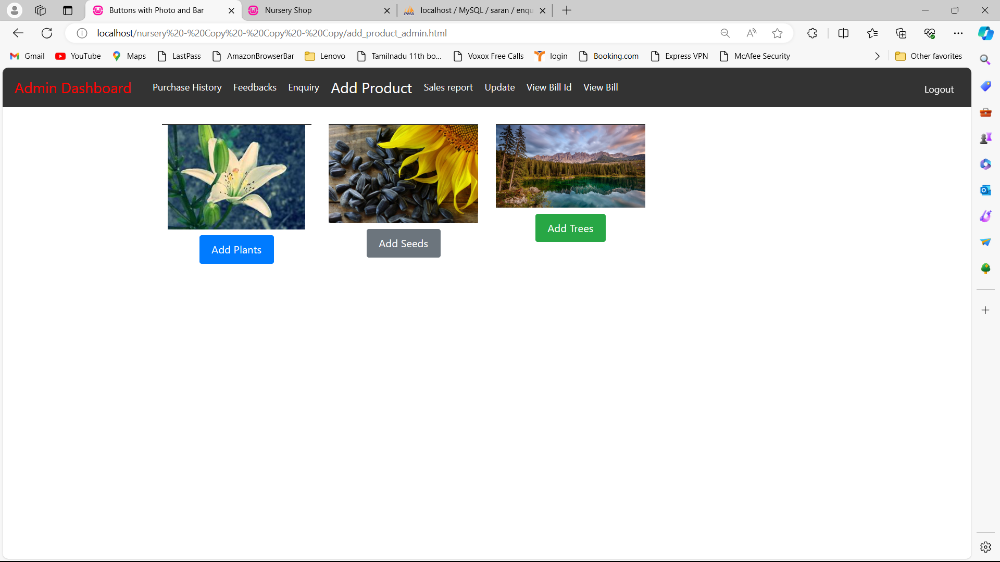 Buttons with Photo and Bar
Nursery Shop
localhost / MySQL / saran / enqu
localhost/nursery%20-%20Copy%20-%20Copy%20-%20Copy/add_product_admin.html
Gmail YouTube Maps LastPass AmazonBrowserBar Lenovo Tamilnadu 11th bo... Voxox Free Calls login Booking.com Express VPN McAfee Security Other favorites
Admin Dashboard Purchase History Feedbacks Enquiry Add Product Sales report Update View Bill Id View Bill Logout
Add Plants
Add Seeds
Add Trees